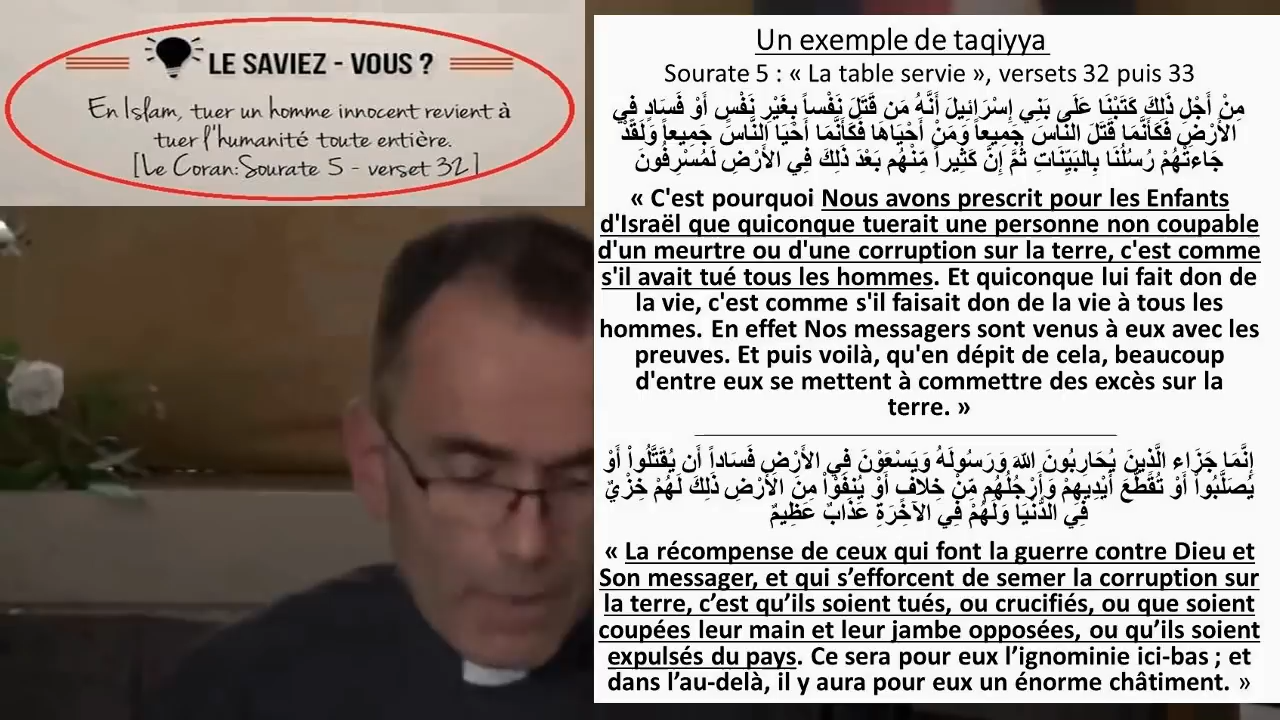 LE SAVIEZ - VOUS ?
En Islam, tuer un homme innocent revient à
tuer l'humanité toute entière.
[Le Coran: Sourate 5 - verset 32]
Un exemple de taqiyya
Sourate 5 : « La table servie », versets 32 puis 33
مِنْ أَجْلِ ذَلِكَ كَتَبْنَا عَلَى بَنِي إِسْرَائِيلَ أَنَّهُ مَن قَتَلَ نَفْساً بِغَيْرِ نَفْسٍ أَوْ فَسَادٍ فِي
الأَرْضِ فَكَأَنَّمَا قَتَلَ النَّاسَ جَمِيعاً وَمَنْ أَحْيَاهَا فَكَأَنَّمَا أَحْيَا النَّاسَ جَمِيعاً وَلَقَدْ
جَاءتْهُمْ رُسُلُنَا بِالبَيِّنَاتِ ثُمَّ إِنَّ كَثِيراً مِّنْهُم بَعْدَ ذَلِكَ فِي الأَرْضِ لَمُسْرِفُونَ
« C'est pourquoi Nous avons prescrit pour les Enfants
d'Israël que quiconque tuerait une personne non coupable
d'un meurtre ou d'une corruption sur la terre, c'est comme
s'il avait tué tous les hommes. Et quiconque lui fait don de
la vie, c'est comme s'il faisait don de la vie à tous les
hommes. En effet Nos messagers sont venus à eux avec les
preuves. Et puis voilà, qu'en dépit de cela, beaucoup
d'entre eux se mettent à commettre des excès sur la
terre. »
إِنَّمَا جَزَاء الَّذِينَ يُحَارِبُونَ اللّهَ وَرَسُولَهُ وَيَسْعَوْنَ فِي الأَرْضِ فَسَاداً أَن يُقَتَّلُواْ أَوْ
يُصَلَّبُواْ أَوْ تُقَطَّعَ أَيْدِيهِمْ وَأَرْجُلُهُم مِّنْ خِلافٍ أَوْ يُنفَوْاْ مِنَ الأَرْضِ ذَلِكَ لَهُمْ خِزْيٌ
فِي الدُّنْيَا وَلَهُمْ فِي الآخِرَةِ عَذَابٌ عَظِيمٌ
« La récompense de ceux qui font la guerre contre Dieu et
Son messager, et qui s’efforcent de semer la corruption sur
la terre, c’est qu’ils soient tués, ou crucifiés, ou que soient
coupées leur main et leur jambe opposées, ou qu’ils soient
expulsés du pays. Ce sera pour eux l’ignominie ici-bas ; et
dans l’au-delà, il y aura pour eux un énorme châtiment. »